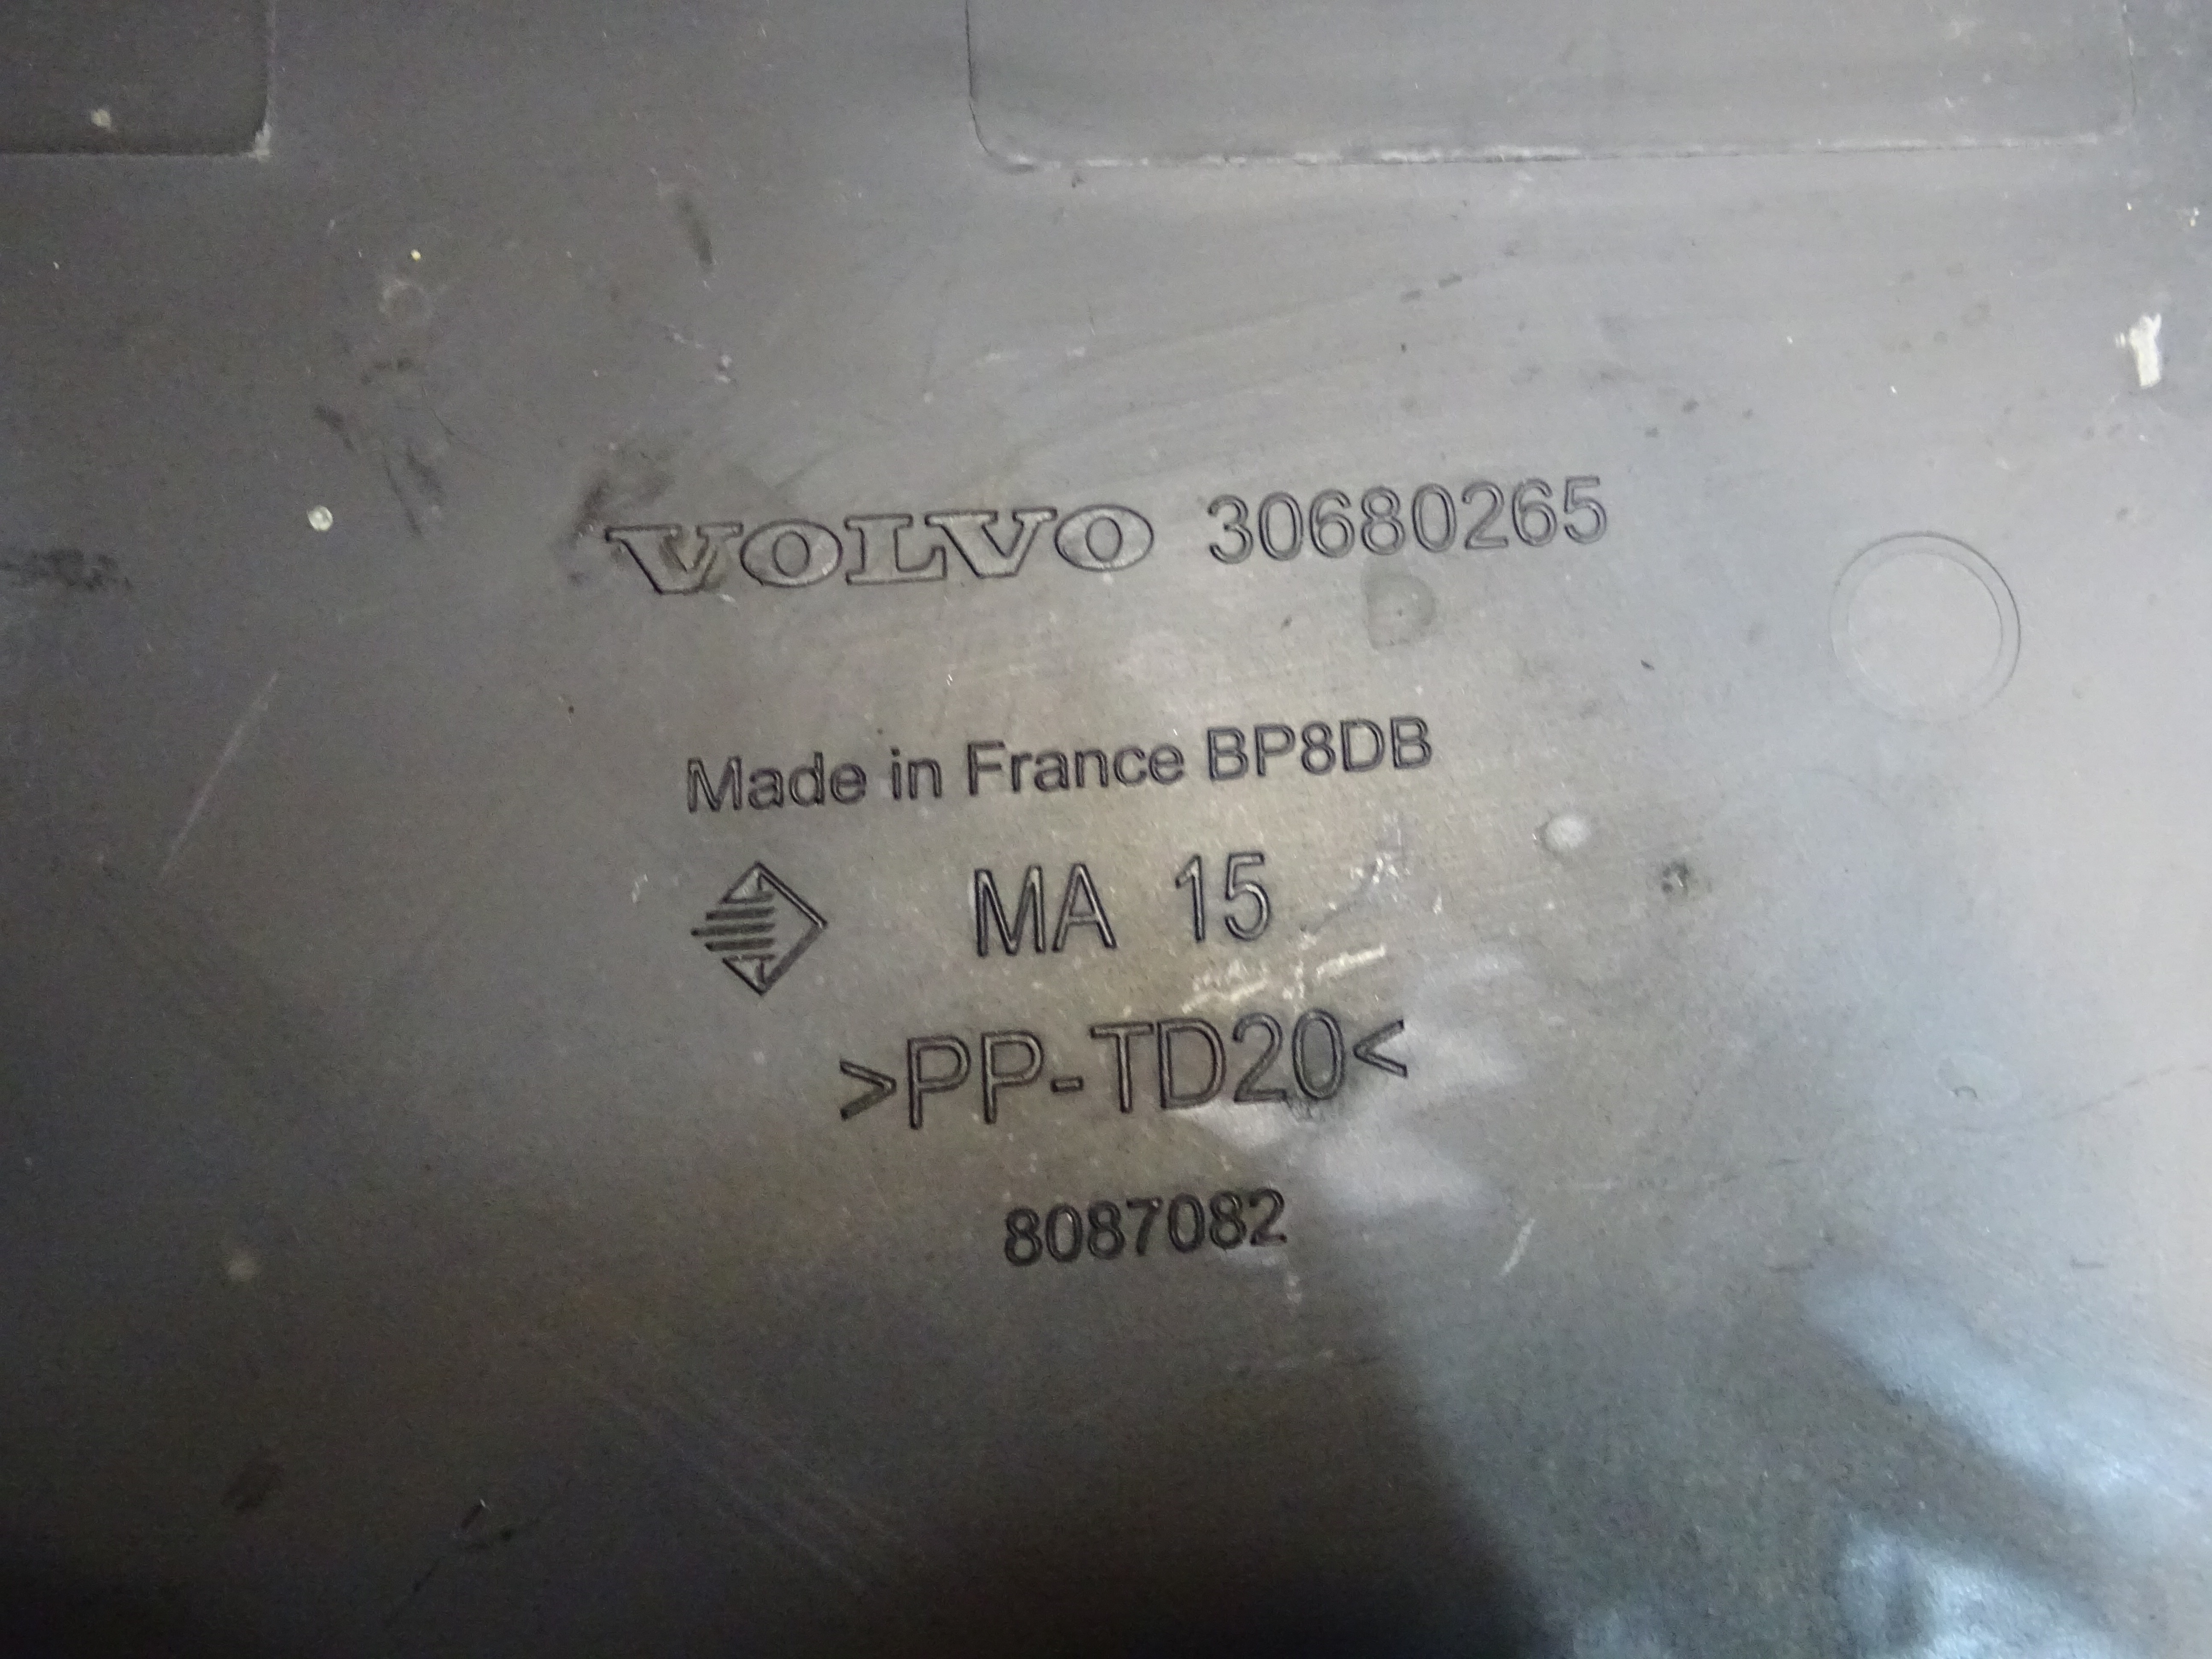 VOLVO 30680265
Made in France BP8DB
MA 15
>PP-TD20<
8087082